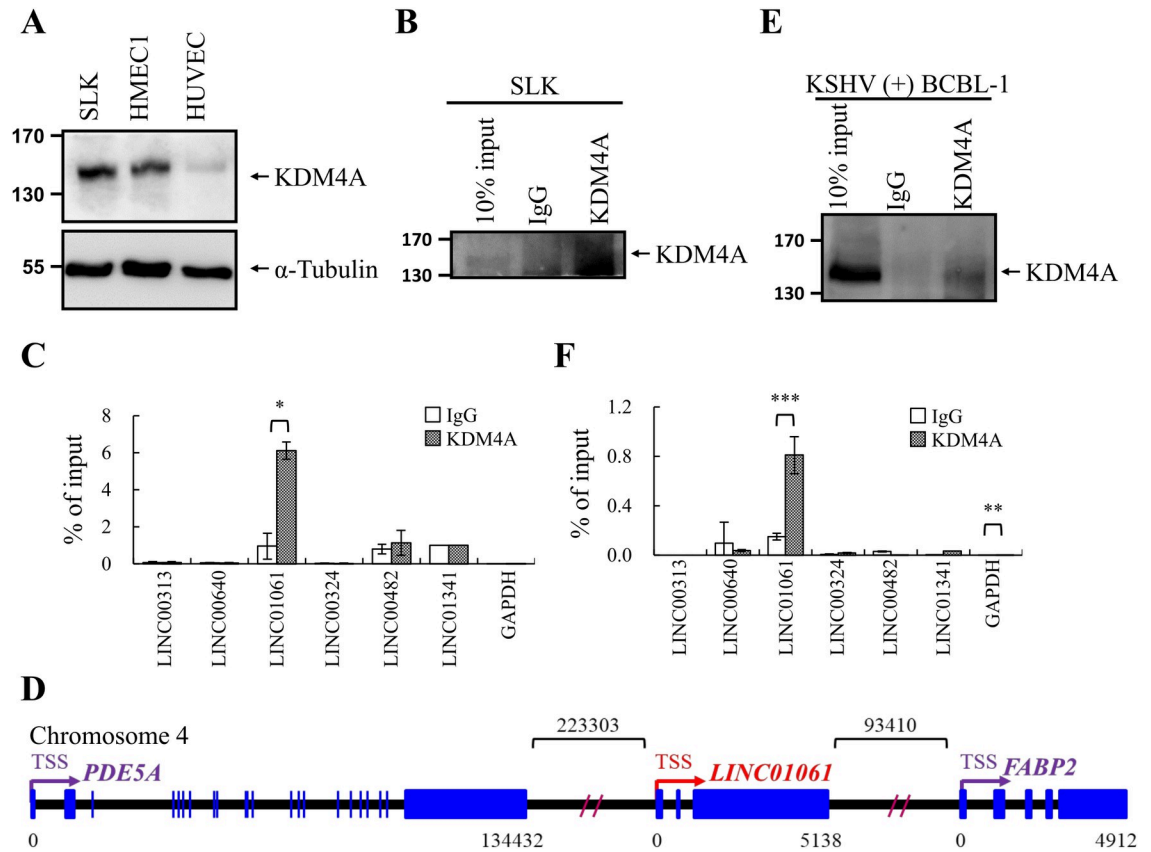 A
SLK
HMEC1
HUVEC
170
130
KDM4A
55
α-Tubulin
B
SLK
10% input
IgG
KDM4A
170
130
KDM4A
E
KSHV (+) BCBL-1
10% input
IgG
KDM4A
170
130
KDM4A
C
% of input
8
6
4
2
0
*
IgG
KDM4A
LINC00313
LINC00640
LINC01061
LINC00324
LINC00482
LINC01341
GAPDH
F
% of input
1.2
0.8
0.4
0.0
***
**
IgG
KDM4A
LINC00313
LINC00640
LINC01061
LINC00324
LINC00482
LINC01341
GAPDH
D
Chromosome 4
223303
93410
TSS PDE5A
TSS LINC01061
TSS FABP2
0 134432 0 5138 0 4912